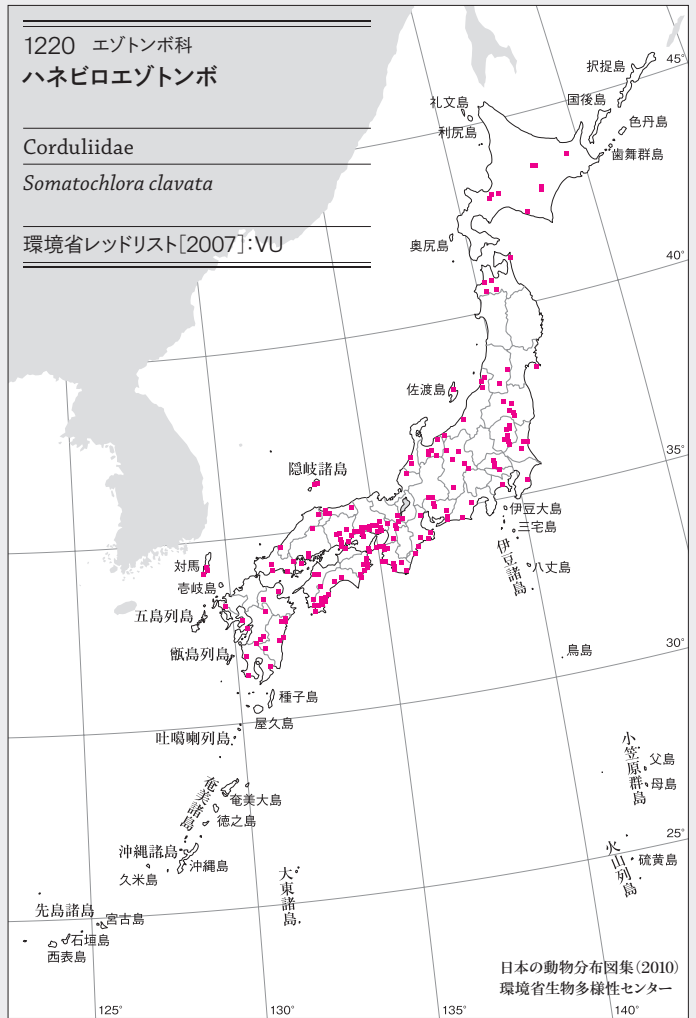 1220 エゾトンボ科
ハネビロエゾトンボ
Corduliidae
Somatochlora clavata
環境省レッドリスト[2007]:VU
45°
択捉島
国後島
礼文島
色丹島
利尻島
歯舞群島
奥尻島
40°
佐渡島
35°
隠岐諸島
伊豆大島
三宅島
伊豆諸島
八丈島
対馬
壱岐島
五島列島
甑島列島
鳥島
30°
種子島
屋久島
吐噶喇列島
小笠原群島
父島
母島
奄美諸島
奄美大島
徳之島
25°
沖縄諸島
沖縄島
久米島
火山列島
硫黄島
大東諸島
先島諸島
宮古島
石垣島
西表島
日本の動物分布図集(2010)
環境省生物多様性センター
125°
130°
135°
140°